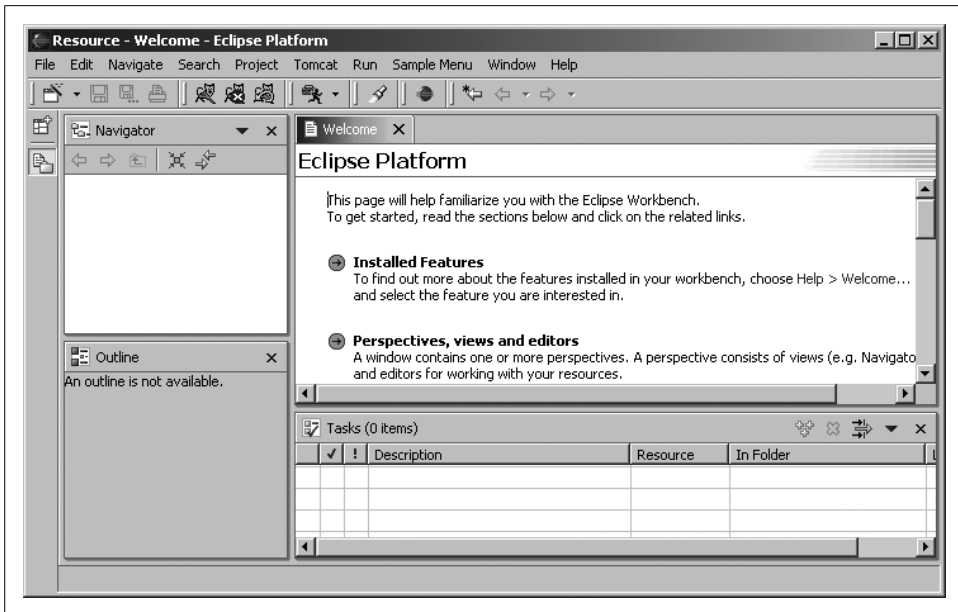 Resource - Welcome - Eclipse Platform
File Edit Navigate Search Project Tomcat Run Sample Menu Window Help
Navigator
Welcome
Eclipse Platform
This page will help familiarize you with the Eclipse Workbench.
To get started, read the sections below and click on the related links.
Installed Features
To find out more about the features installed in your workbench, choose Help > Welcome...
and select the feature you are interested in.
Perspectives, views and editors
A window contains one or more perspectives. A perspective consists of views (e.g. Navigato
and editors for working with your resources.
Outline
An outline is not available.
Tasks (0 items)
! Description Resource In Folder L